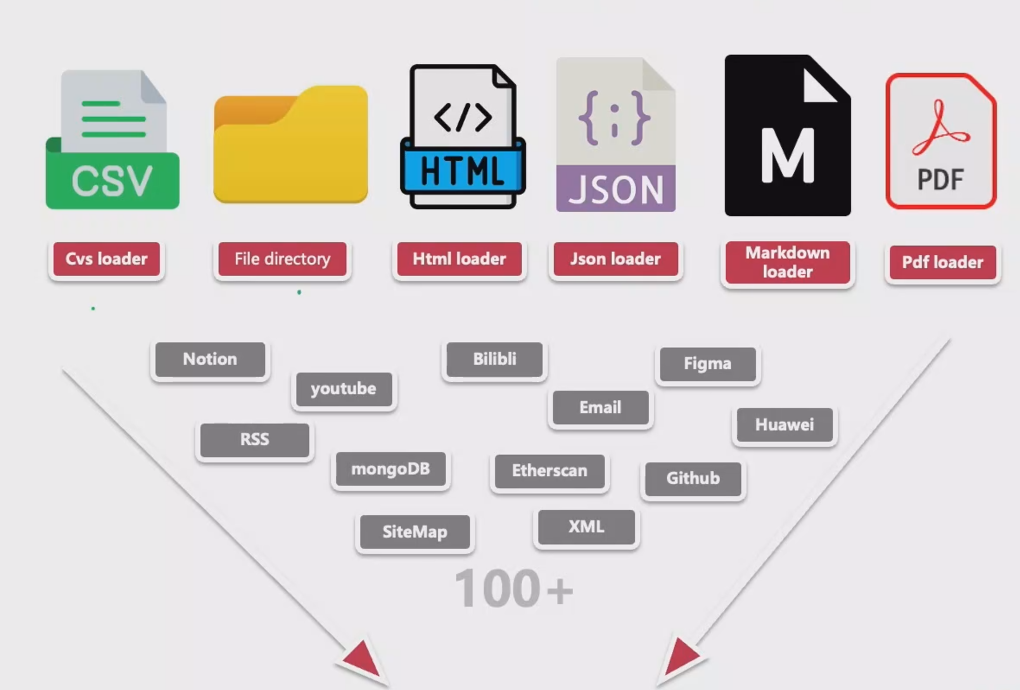 CSV
HTML
JSON
M
PDF
Cvs loader
File directory
Html loader
Json loader
Markdown
loader
Pdf loader
Notion
Bilibli
Figma
youtube
Email
Huawei
RSS
mongoDB
Etherscan
Github
SiteMap
XML
100+